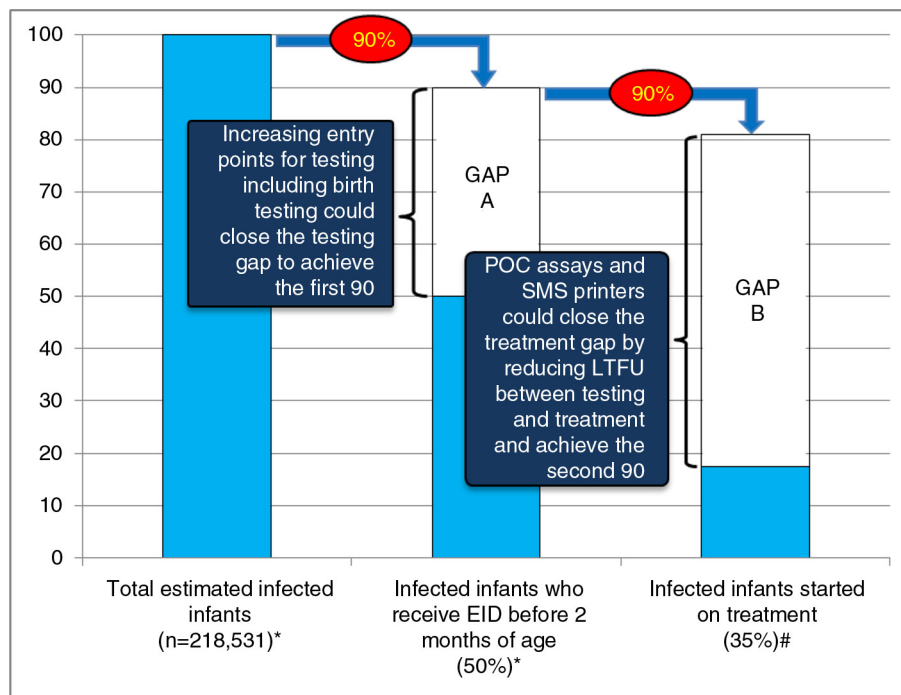 100
90
80
70
60
50
40
30
20
10
0
90%
90%
Increasing entry
points for testing
including birth
testing could
close the testing
gap to achieve
the first 90
GAP
A
POC assays and
SMS printers
could close the
treatment gap by
reducing LTFU
between testing
and treatment
and achieve the
second 90
GAP
B
Total estimated infected
infants
(n=218,531)*
Infected infants who
receive EID before 2
months of age
(50%)*
Infected infants started
on treatment
(35%)#